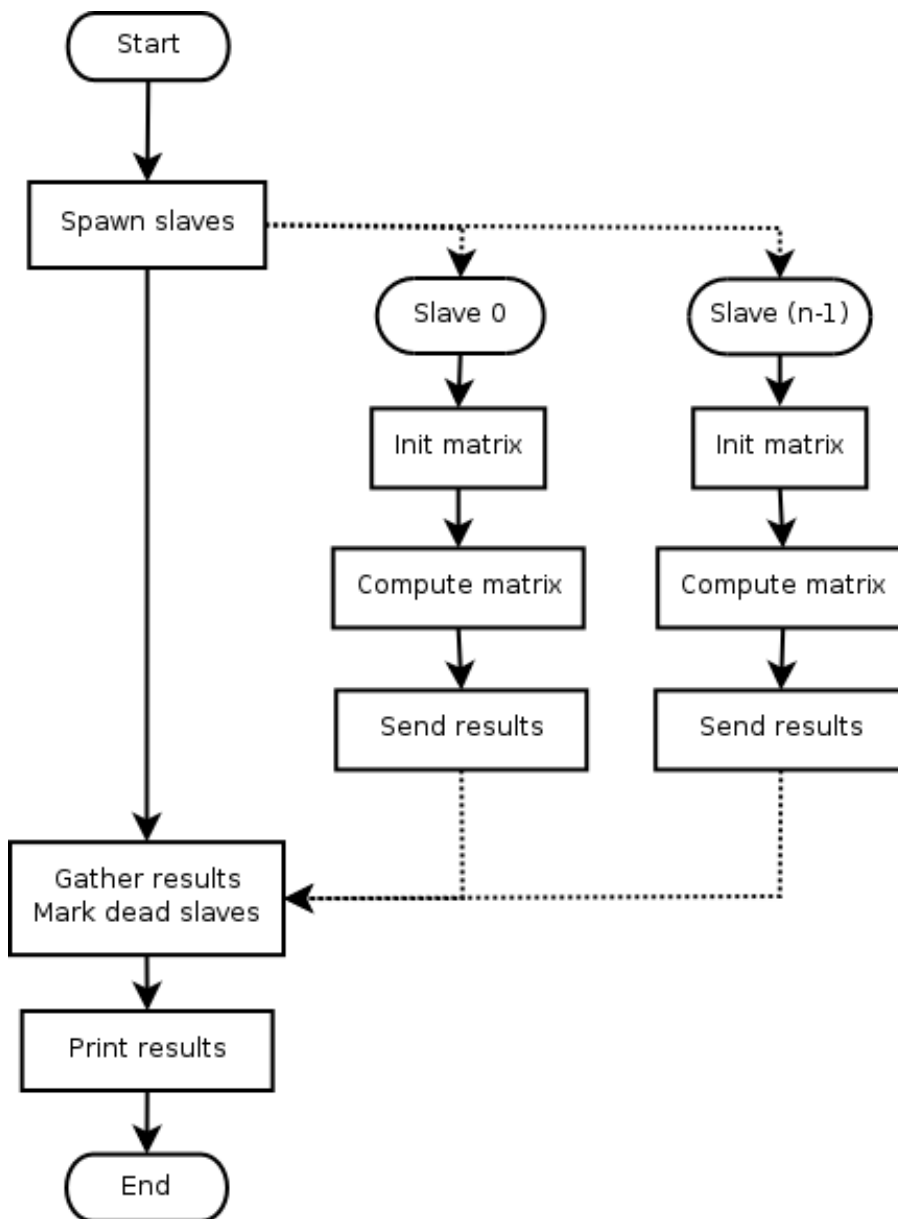 Start
Spawn slaves
Slave 0
Slave (n-1)
Init matrix
Init matrix
Compute matrix
Compute matrix
Send results
Send results
Gather results
Mark dead slaves
Print results
End